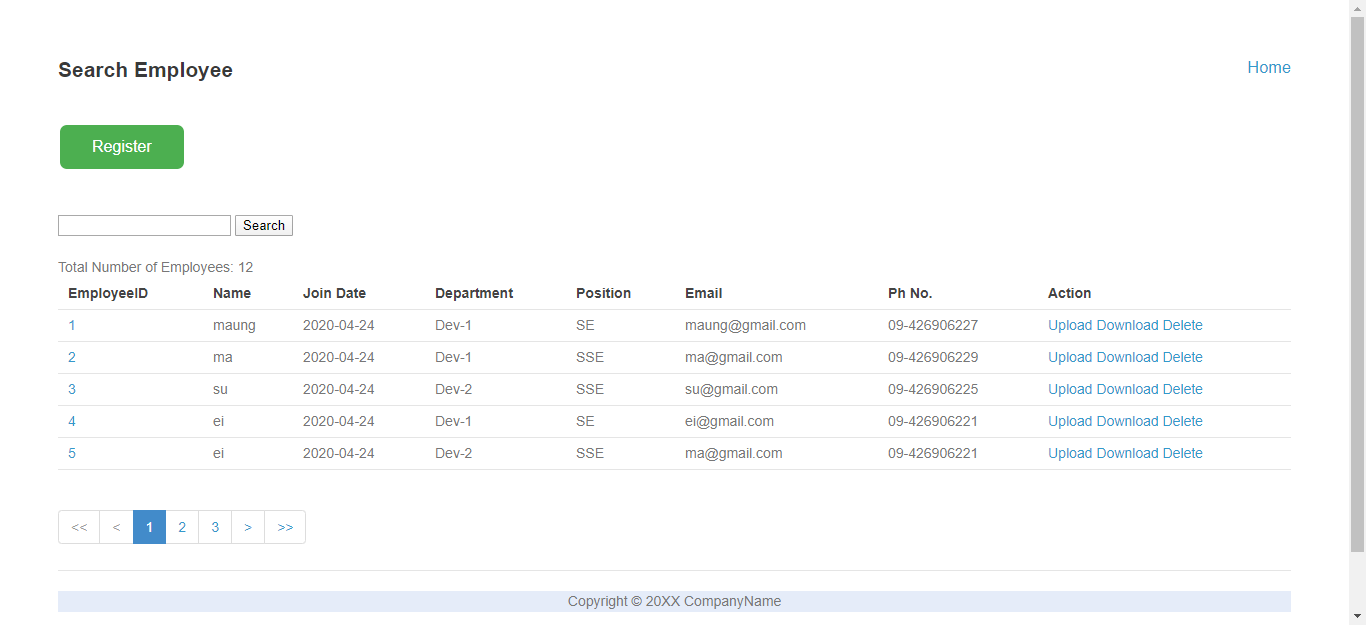 Search Employee Home
Register
Search
Total Number of Employees: 12
EmployeeID Name Join Date Department Position Email Ph No. Action
1 maung 2020-04-24 Dev-1 SE maung@gmail.com 09-426906227 Upload Download Delete
2 ma 2020-04-24 Dev-1 SSE ma@gmail.com 09-426906229 Upload Download Delete
3 su 2020-04-24 Dev-2 SSE su@gmail.com 09-426906225 Upload Download Delete
4 ei 2020-04-24 Dev-1 SE ei@gmail.com 09-426906221 Upload Download Delete
5 ei 2020-04-24 Dev-2 SSE ma@gmail.com 09-426906221 Upload Download Delete
<< < 1 2 3 > >>
Copyright © 20XX CompanyName